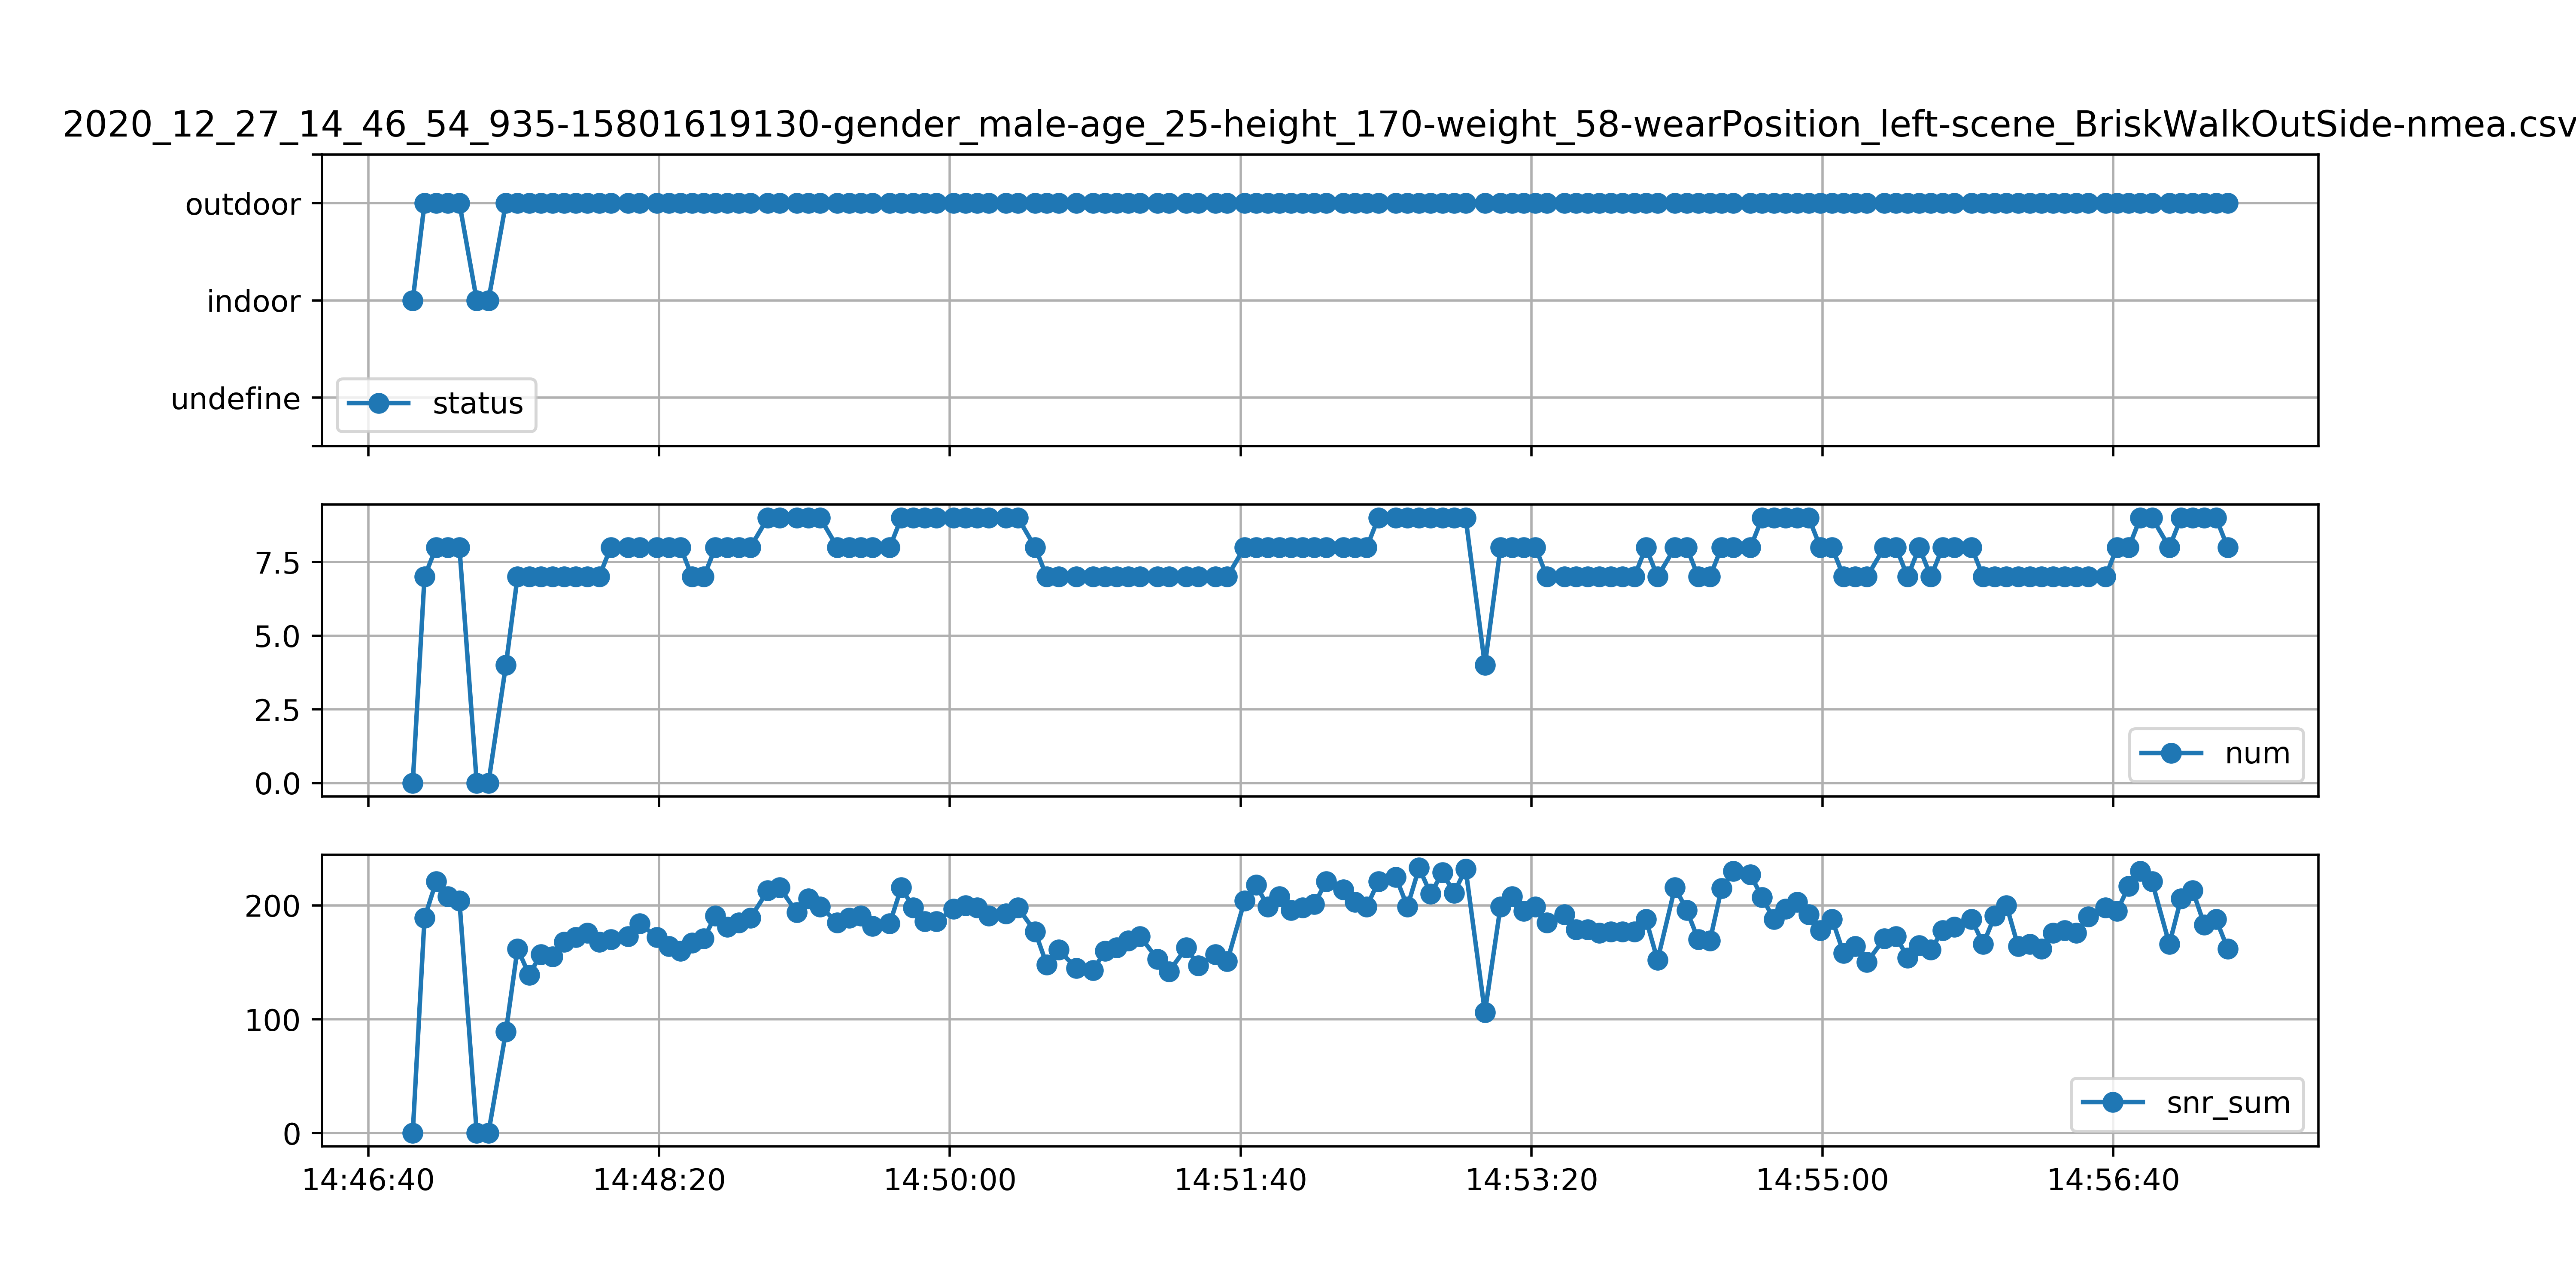 2020_12_27_14_46_54_935-15801619130-gender_male-age_25-height_170-weight_58-wearPosition_left-scene_BriskWalkOutSide-nmea.csv
outdoor
indoor
undefine
status
7.5
5.0
2.5
0.0
num
200
100
0
snr_sum
14:46:40 14:48:20 14:50:00 14:51:40 14:53:20 14:55:00 14:56:40